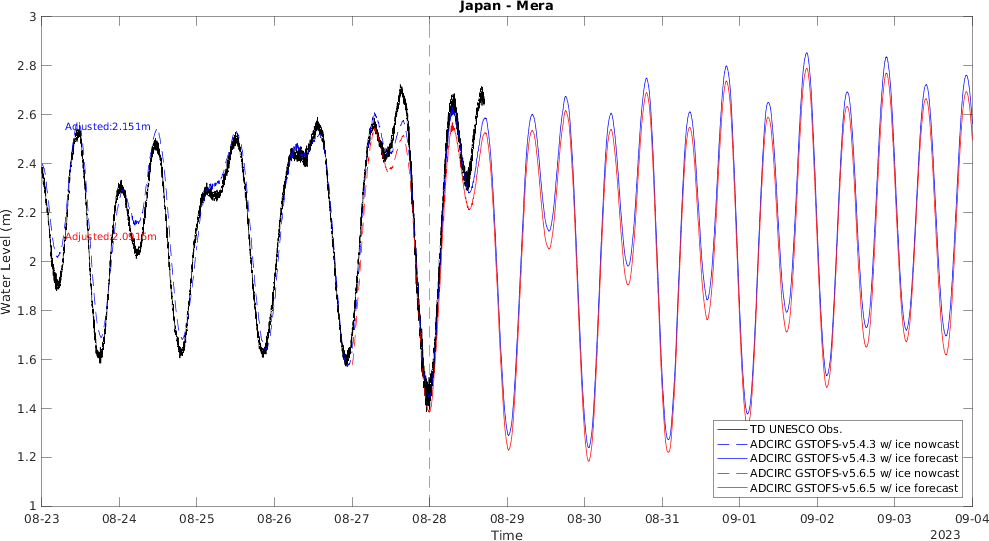 Japan - Mera
3
2.8
2.6
2.4
2.2
2
1.8
1.6
1.4
1.2
1
Water Level (m)
Adjusted:2.151m
Adjusted:2.0915m
TD UNESCO Obs.
ADCIRC GSTOFS-v5.4.3 w/ ice nowcast
ADCIRC GSTOFS-v5.4.3 w/ ice forecast
ADCIRC GSTOFS-v5.6.5 w/ ice nowcast
ADCIRC GSTOFS-v5.6.5 w/ ice forecast
08-23 08-24 08-25 08-26 08-27 08-28 08-29 08-30 08-31 09-01 09-02 09-03 09-04
Time
2023